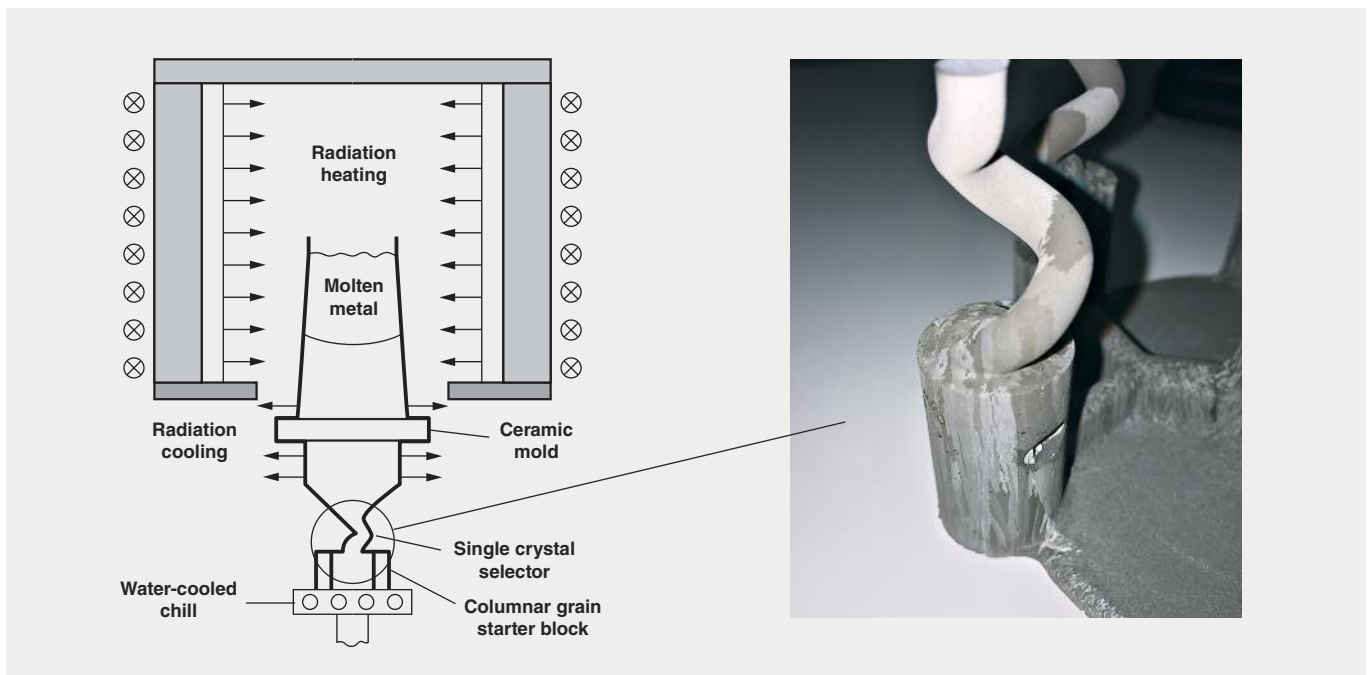 Radiation
heating
Molten
metal
Radiation
cooling
Ceramic
mold
Single crystal
selector
Water-cooled
chill
Columnar grain
starter block